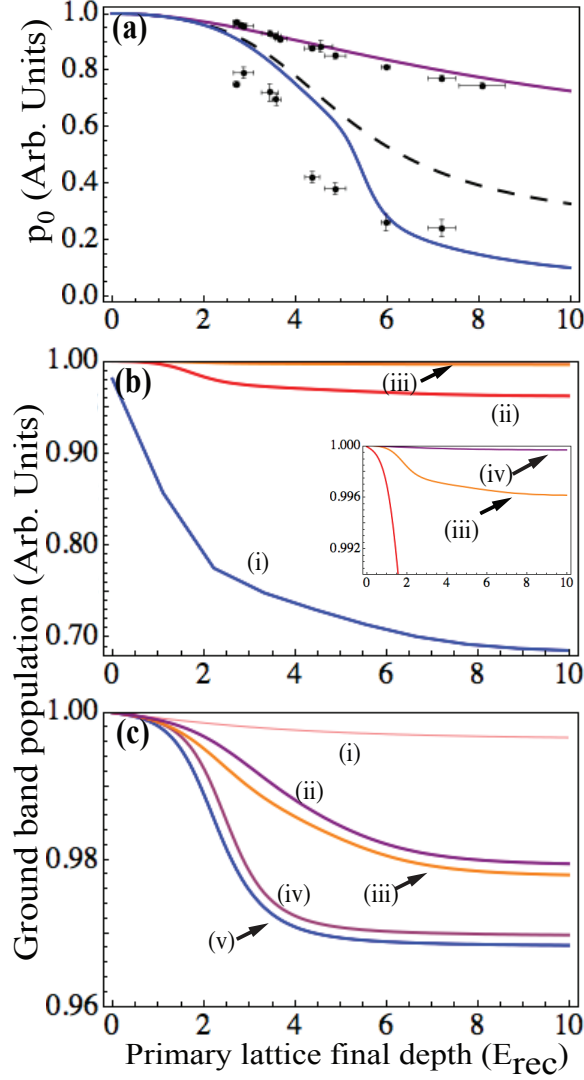 1.0
(a)
0.8
0.6
0.4
0.2
0.0
p0 (Arb. Units)
0 2 4 6 8 10
1.00
(b)
(iii)
(ii)
0.90
0.80
0.70
(i)
1.000
0.996
0.992
(iv)
(iii)
0 2 4 6 8 10
0 2 4 6 8 10
Ground band population (Arb. Units)
1.00
(c)
(i)
(ii)
0.98
(iii)
(iv)
(v)
0.96
0 2 4 6 8 10
Primary lattice final depth (Erec)